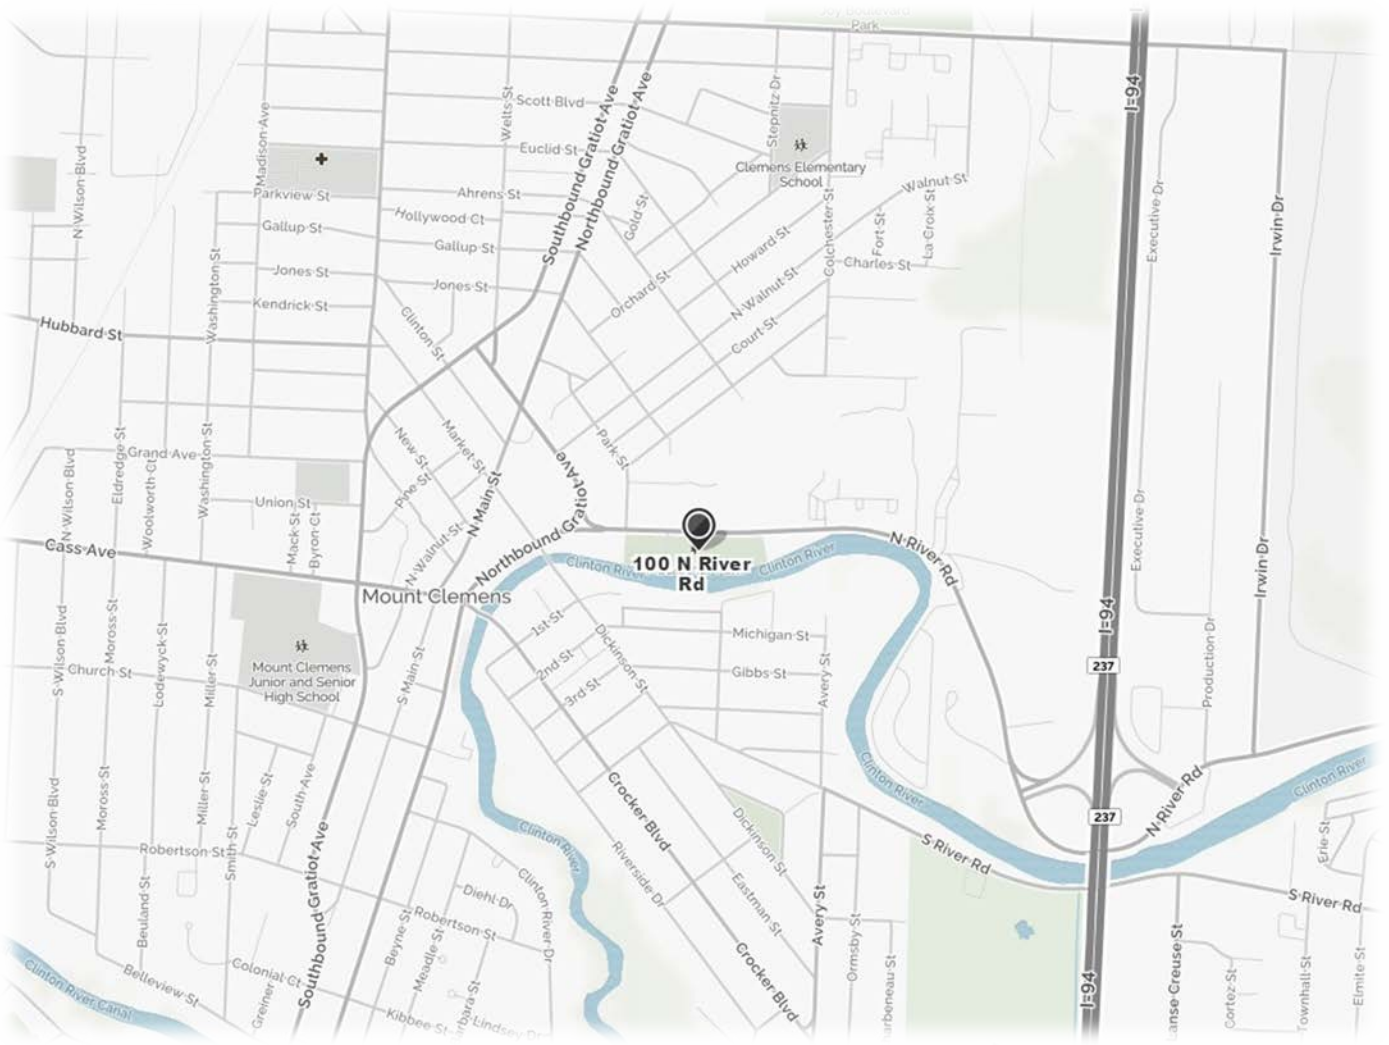 Park
I-94
Scott Blvd
Welts St
Southbound Gratiot Ave
Northbound Gratiot Ave
Stepnitz Dr
Madison Ave
N Wilson Blvd
Euclid St
Clemens Elementary
School
Walnut St
Parkview St
Ahrens St
Hollywood Ct
Gold St
Colchester St
Fort St
La Croix St
Executive Dr
Irwin Dr
Gallup St
Gallup St
Howard St
Charles St
Washington St
Jones St
Jones St
Orchard St
N Walnut St
Kendrick St
Clinton St
Court St
Hubbard St
Eldredge St
Woolworth Ct
Washington St
Grand Ave
New St
Market St
Park St
N Wilson Blvd
Union St
Pine St
N Main St
Gratiot Ave
Northbound
Executive Dr
Mack St
Byron Ct
N Walnut St
Cass Ave
N River Rd
Irwin Dr
Clinton River
100 N River
Rd
Clinton River
Mount Clemens
I-94
1st St
Dickinson St
Michigan St
S Wilson Blvd
Moross St
Lodewyck St
Miller St
Church St
Mount Clemens
Junior and Senior
High School
S Main St
2nd St
3rd St
Gibbs St
Avery St
237
Production Dr
Clinton River
Clinton River
N River Rd
237
S Wilson Blvd
Moross St
Miller St
Leslie St
South Ave
Crocker Blvd
Dickinson St
Clinton River
S River Rd
Erie St
Robertson St
Smith St
Southbound Gratiot Ave
Riverside Dr
Eastman St
Beuland St
Diehl Dr
Clinton River Dr
S River Rd
Robertson St
Beyne St
Meadle St
Avery St
Ormsby St
Crocker Blvd
Belleview St
Colonial Ct
Greiner
Clinton River Canal
Kibbee St
rbara St
Lindsey Dr
arbeneau St
I-94
anse Creuse St
Cortez St
Townhall St
Elmite St